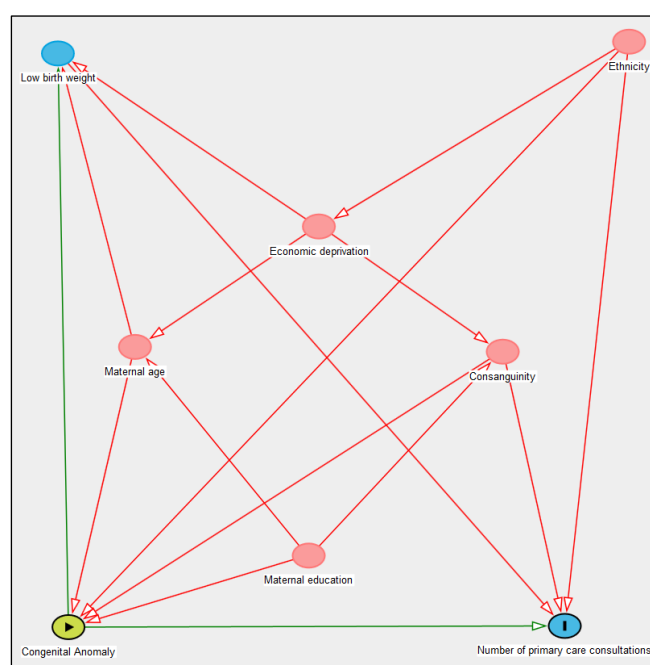 Low birth weight
Ethnicity
Economic deprivation
Maternal age
Consanguinity
Maternal education
Congenital Anomaly
Number of primary care consultations